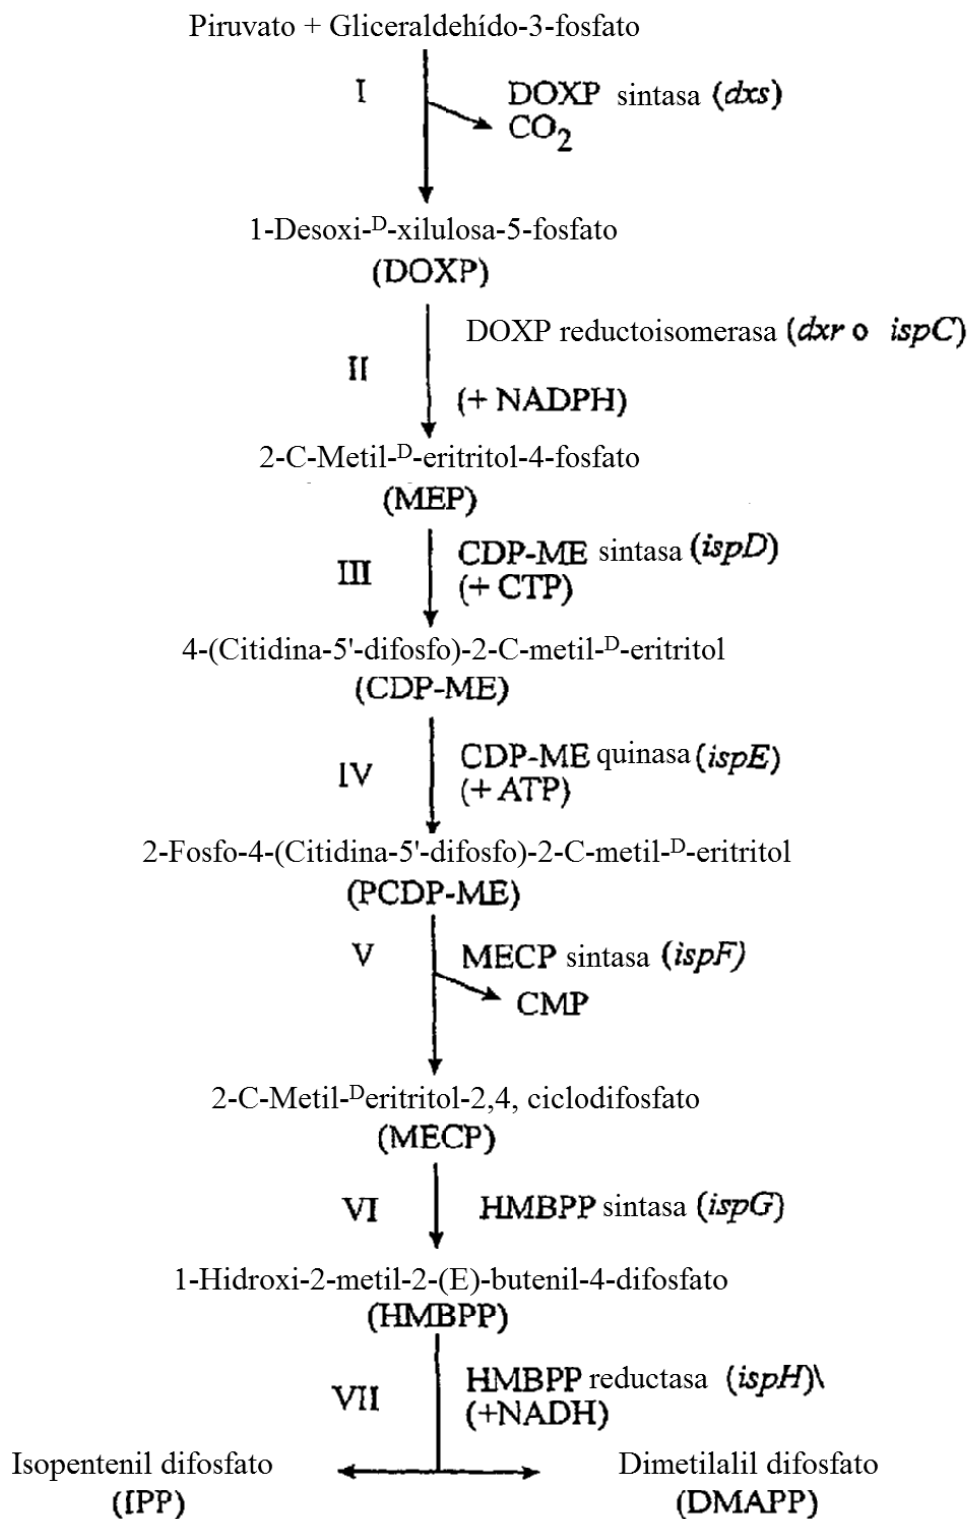 Piruvato + Gliceraldehído-3-fosfato
I
DOXP sintasa (dxs)
CO2
1-Desoxi-D-xilulosa-5-fosfato
(DOXP)
DOXP reductoisomerasa (dxr o ispC)
II
(+ NADPH)
2-C-Metil-D-eritritol-4-fosfato
(MEP)
III
CDP-ME sintasa (ispD)
(+ CTP)
4-(Citidina-5'-difosfo)-2-C-metil-D-eritritol
(CDP-ME)
IV
CDP-ME quinasa (ispE)
(+ ATP)
2-Fosfo-4-(Citidina-5'-difosfo)-2-C-metil-D-eritritol
(PCDP-ME)
V
MECP sintasa (ispF)
CMP
2-C-Metil-Deritritol-2,4, ciclodifosfato
(MECP)
VI
HMBPP sintasa (ispG)
1-Hidroxi-2-metil-2-(E)-butenil-4-difosfato
(HMBPP)
VII
HMBPP reductasa (ispH)\
(+NADH)
Isopentenil difosfato
(IPP)
Dimetilalil difosfato
(DMAPP)